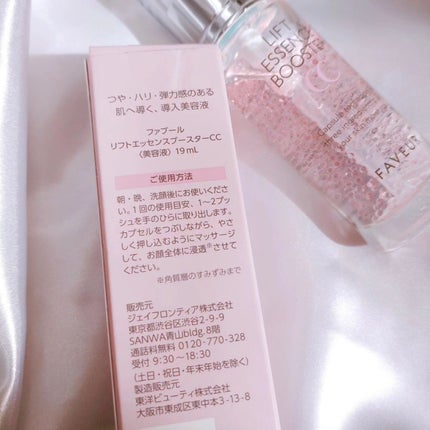 つや・ハリ・弾力感のある
肌へ導く、導入美容液
ファブール
リフトエッセンスブースターCC
〈美容液〉19mL
ご使用方法
朝・晩、洗顔後にお使いくださ
い。1回の使用目安、1~2プッ
シュを手のひらに取り出します。
カプセルをつぶしながら、やさ
しく押し込むようにマッサージ
して、お顔全体に浸透※させて
ください。
※角質層のすみずみまで
販売元
ジェイフロンティア株式会社
東京都渋谷区渋谷2-9-9
SANWA青山bldg.8階
通話料無料 0120-770-328
受付 9:30~18:30
(土日・祝日・年末年始を除く)
製造販売元
東洋ビューティ株式会社
大阪市東成区東中本3-13-8
LIFT
ESSENCE
BOOSTER
CC
FAVEUR